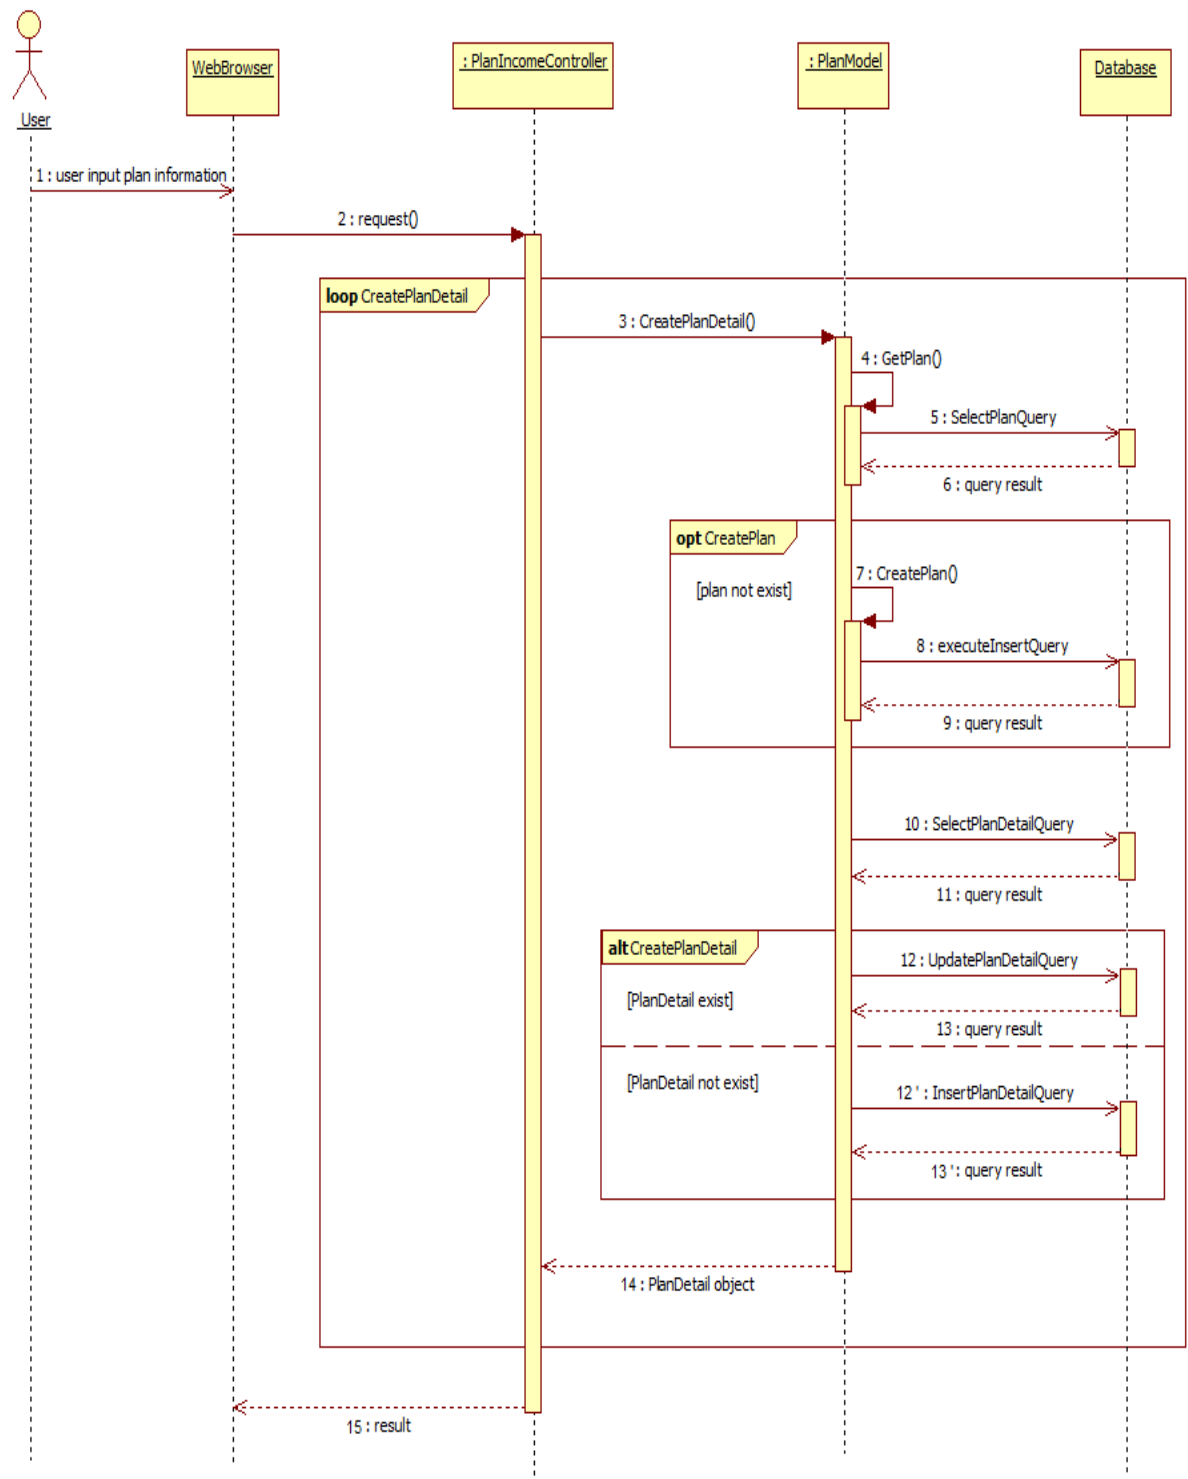 User
WebBrowser
: PlanIncomeController
: PlanModel
Database
1 : user input plan information
2 : request()
loop CreatePlanDetail
3 : CreatePlanDetail()
4 : GetPlan()
5 : SelectPlanQuery
6 : query result
opt CreatePlan
[plan not exist]
7 : CreatePlan()
8 : executeInsertQuery
9 : query result
10 : SelectPlanDetailQuery
11 : query result
alt CreatePlanDetail
12 : UpdatePlanDetailQuery
[PlanDetail exist]
13 : query result
[PlanDetail not exist]
12 ' : InsertPlanDetailQuery
13 ' : query result
14 : PlanDetail object
15 : result